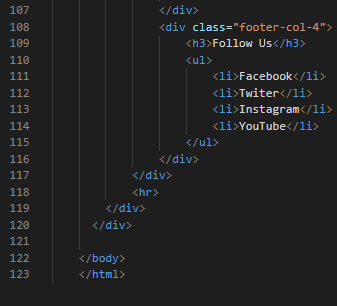 107 </div>
108 <div class="footer-col-4">
109 <h3>Follow Us</h3>
110 <ul>
111 <li>Facebook</li>
112 <li>Twiter</li>
113 <li>Instagram</li>
114 <li>YouTube</li>
115 </ul>
116 </div>
117 </div>
118 <hr>
119 </div>
120 </div>
121
122 </body>
123 </html>